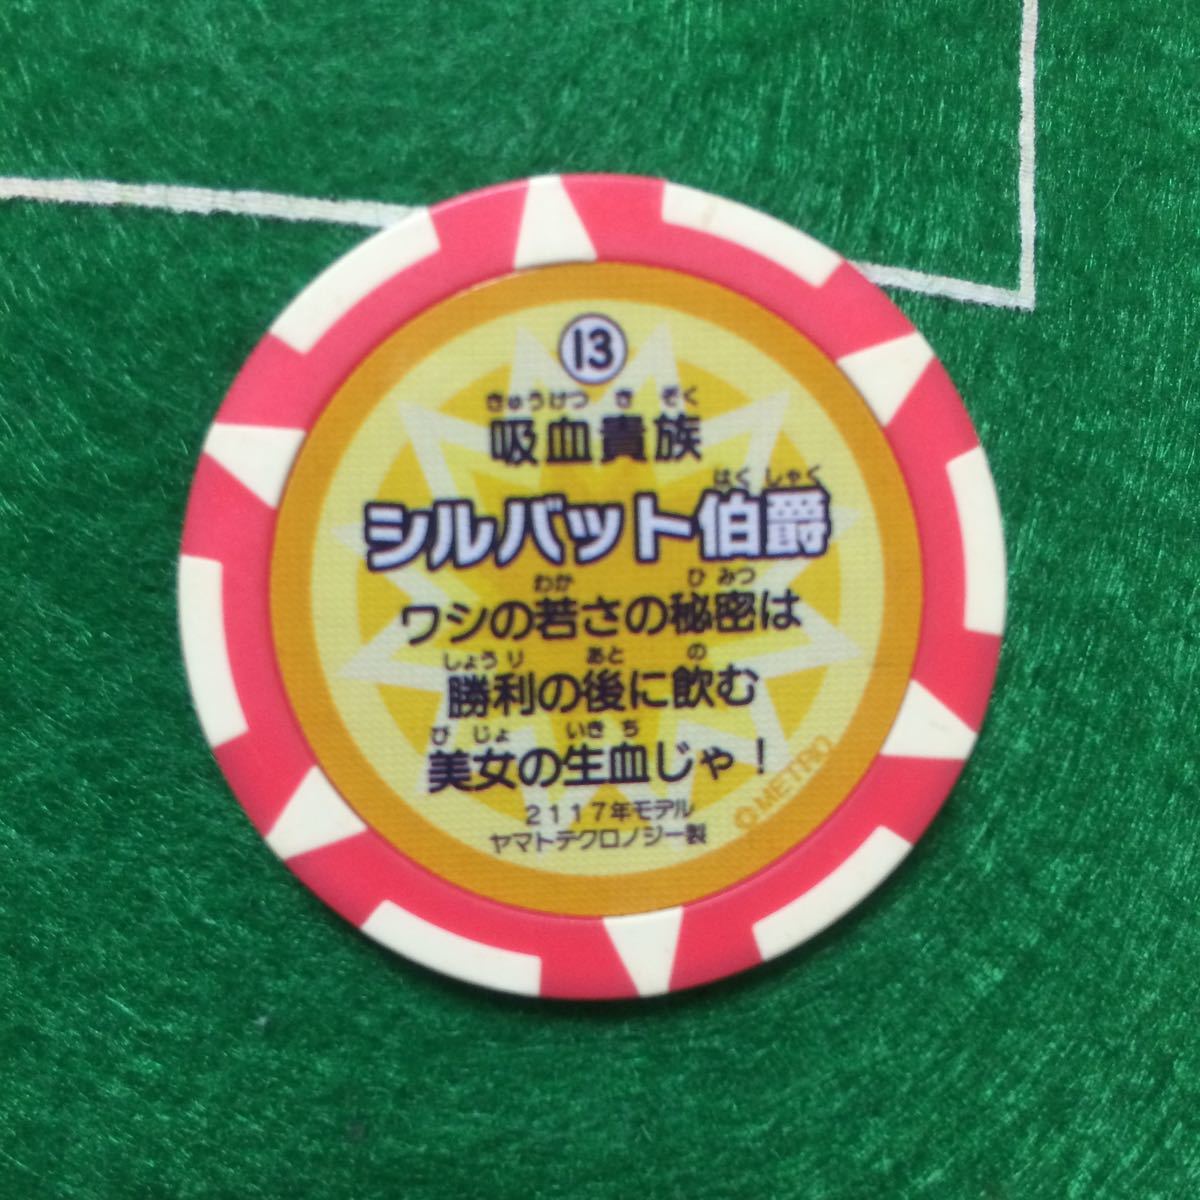 13
きゅうけつ き ぞく
吸血貴族
はくしゃく
シルバット伯爵
わか ひ みつ
ワシの若さの秘密は
しょうり あと の
勝利の後に飲む
び じょ いき ち
美女の生血じゃ！
2117年モデル
ヤマトテクロノジー製
©METRO